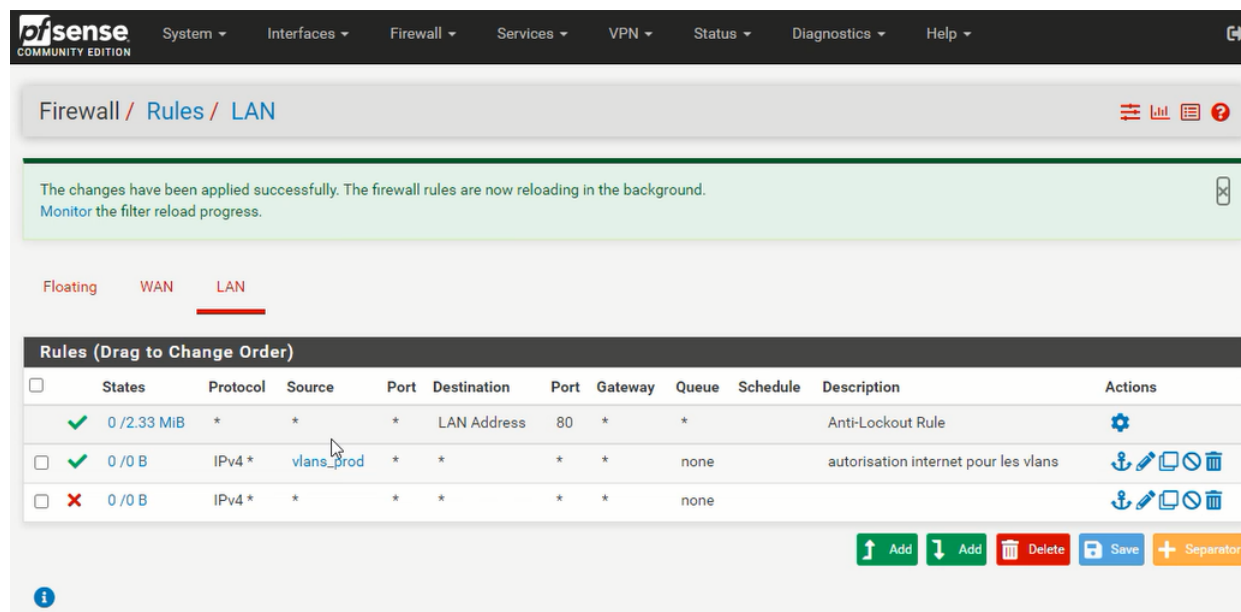 pfsense
COMMUNITY EDITION
System Interfaces Firewall Services VPN Status Diagnostics Help
Firewall / Rules / LAN
The changes have been applied successfully. The firewall rules are now reloading in the background.
Monitor the filter reload progress.
Floating WAN LAN
Rules (Drag to Change Order)
States Protocol Source Port Destination Port Gateway Queue Schedule Description Actions
0 /2.33 MiB * * * LAN Address 80 * * Anti-Lockout Rule
0 /0 B IPv4 * vlans_prod * * * * none autorisation internet pour les vlans
0 /0 B IPv4 * * * * * * none
Add Add Delete Save Separator